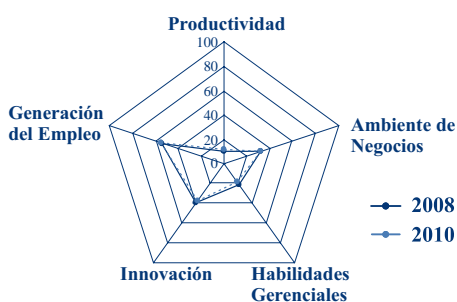 Productividad
100
80
60
40
20
0
Generación
del Empleo
Ambiente de
Negocios
2008
2010
Innovación
Habilidades
Gerenciales